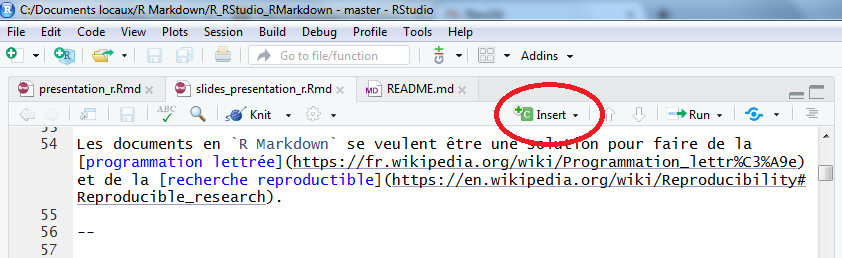 C:/Documents locaux/R Markdown/R_RStudio_RMarkdown - master - RStudio
File Edit Code View Plots Session Build Debug Profile Tools Help
Go to file/function Addins
presentation_r.Rmd slides_presentation_r.Rmd README.md
ABC Knit Insert Run
53
54 Les documents en `R Markdown` se veulent être une solution pour faire de la
[programmation lettrée](https://fr.wikipedia.org/wiki/Programmation_lettr%C3%A9e)
et de la [recherche reproductible](https://en.wikipedia.org/wiki/Reproducibility#
Reproducible_research).
55
56 --
57